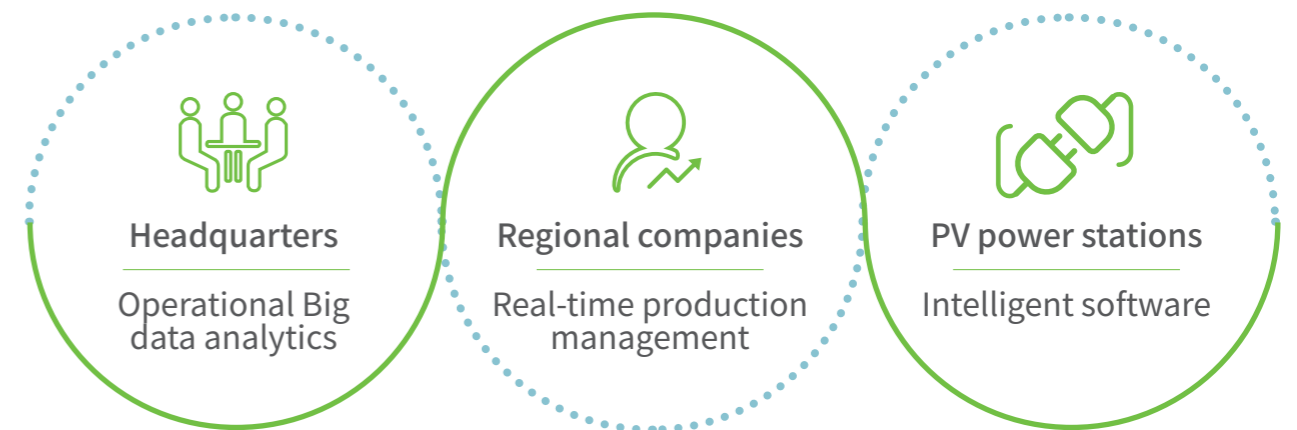 Headquarters
Operational Big
data analytics
Regional companies
Real-time production
management
PV power stations
Intelligent software